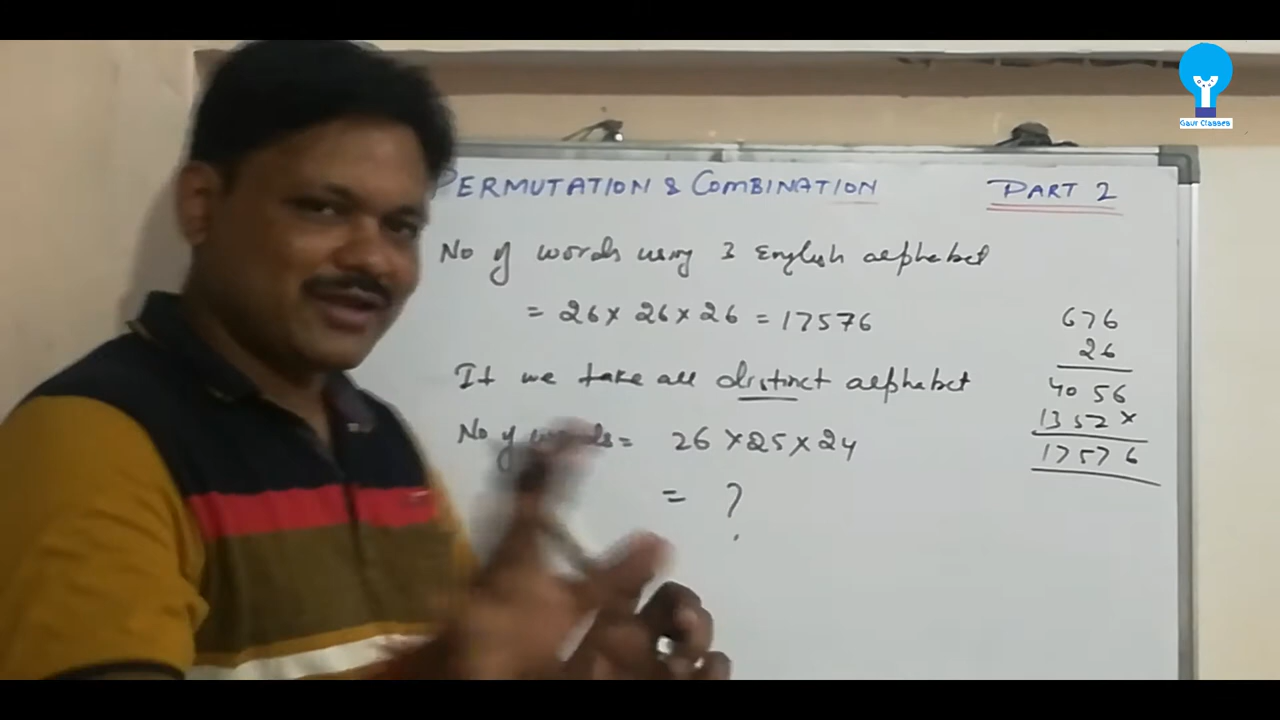 Gaur Classes
PERMUTATION & COMBINATION PART 2
No of words using 3 English alphabet
= 26 × 26 × 26 = 17576
If we take all distinct alphabet
No of words = 26 × 25 × 24
= ?
676
26
4056
1352×
17576